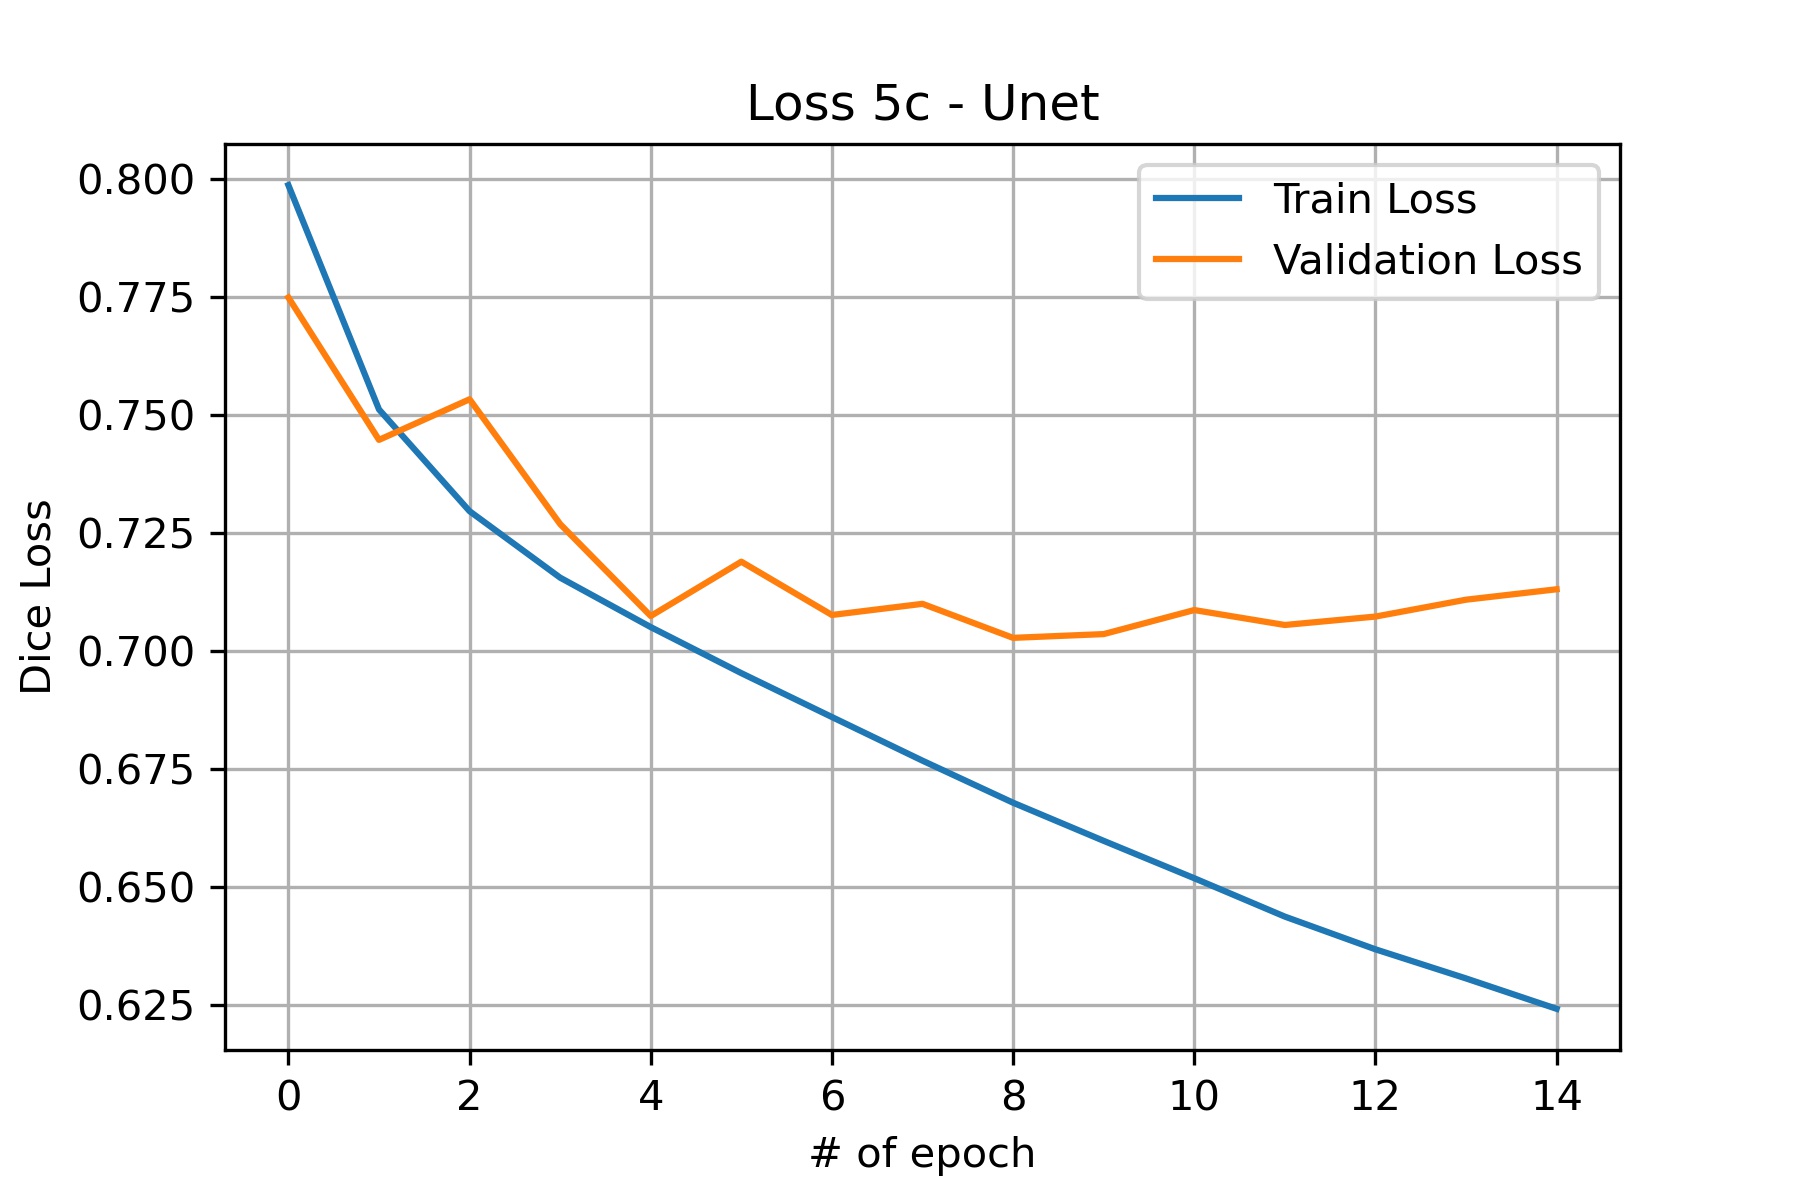 Loss 5c - Unet
Train Loss
Validation Loss
0.800
0.775
0.750
0.725
0.700
0.675
0.650
0.625
Dice Loss
0 2 4 6 8 10 12 14
# of epoch